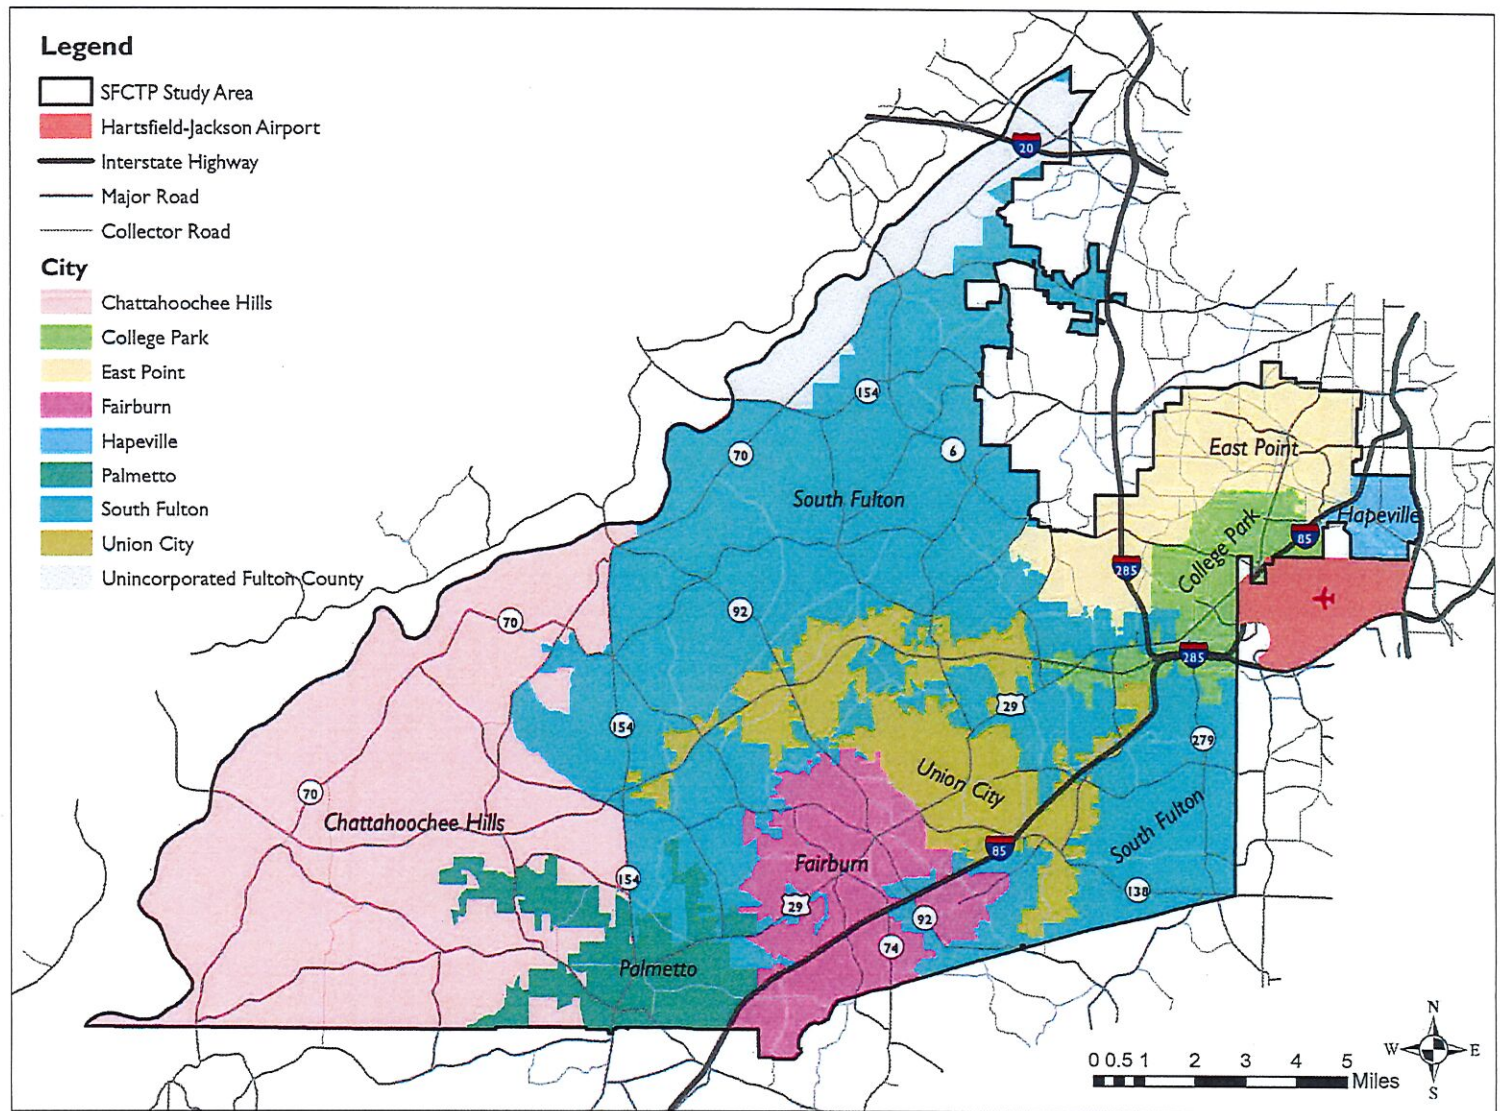 Legend
SFCTP Study Area
Hartsfield-Jackson Airport
Interstate Highway
Major Road
Collector Road
City
Chattahoochee Hills
College Park
East Point
Fairburn
Hapeville
Palmetto
South Fulton
Union City
Unincorporated Fulton County
20
154
70
6
South Fulton
East Point
Hapeville
College Park
85
285
92
70
285
29
154
279
Union City
70
Chattahoochee Hills
South Fulton
85
Fairburn
154
138
29
92
74
Palmetto
N
W E
S
0 0.5 1 2 3 4 5
Miles